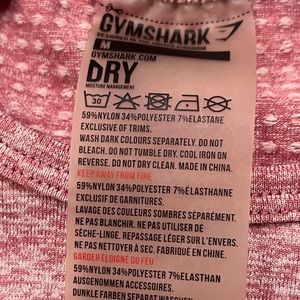 GYMSHARK
DESIGNED IN THE UNITED KINGDOM
M
GYMSHARK.COM
DRY
MOISTURE MANAGEMENT
30
59%NYLON 34%POLYESTER 7%ELASTANE
EXCLUSIVE OF TRIMS.
WASH DARK COLOURS SEPARATELY. DO NOT
BLEACH. DO NOT TUMBLE DRY. COOL IRON ON
REVERSE. DO NOT DRY CLEAN. MADE IN CHINA.
KEEP AWAY FROM FIRE
59%NYLON 34%POLYESTER 7%ELASTHANNE
EXCLUSIF DE GARNITURES.
LAVAGE DES COULEURS SOMBRES SÉPARÉMENT.
NE PAS BLANCHIR. NE PAS UTILISER DE
SÈCHE-LINGE. REPASSAGE LÉGER SUR L'ENVERS.
PAS NETTOYER À SEC. FABRIQUÉ EN CHINE.
GARDER ÉLOIGNÉ DU FEU
59%NYLON 34%POLYESTER 7%ELASTHAN
AUSGENOMMEN ACCESSOIRES.
DUNKLE FARBEN SEPARAT WASCHEN